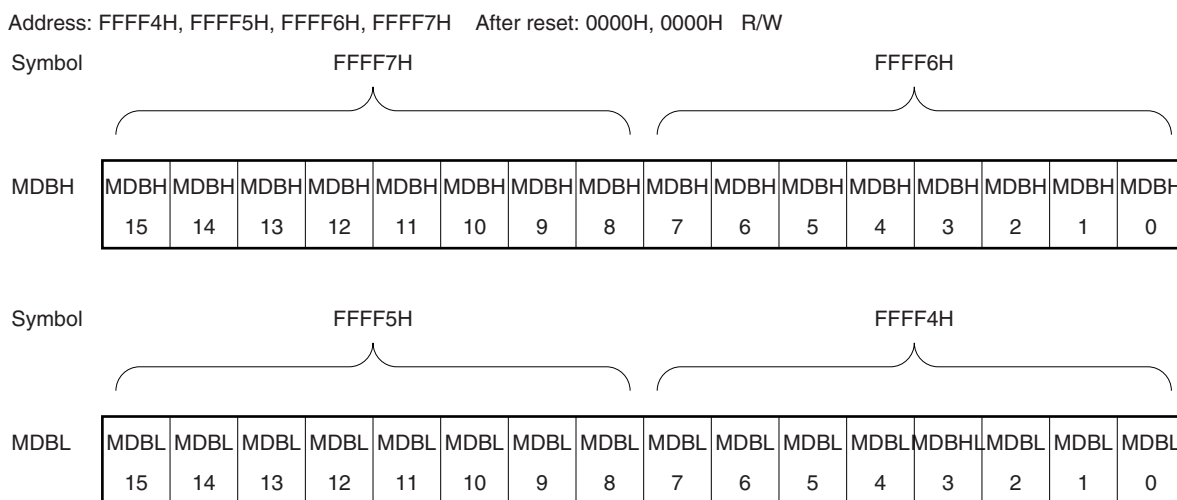 Address: FFFF4H, FFFF5H, FFFF6H, FFFF7H After reset: 0000H, 0000H R/W
Symbol FFFF7H FFFF6H
MDBH MDBH MDBH MDBH MDBH MDBH MDBH MDBH MDBH MDBH MDBH MDBH MDBH MDBH MDBH MDBH MDBH
15 14 13 12 11 10 9 8 7 6 5 4 3 2 1 0
Symbol FFFF5H FFFF4H
MDBL MDBL MDBL MDBL MDBL MDBL MDBL MDBL MDBL MDBL MDBL MDBL MDBL MDBHL MDBL MDBL MDBL
15 14 13 12 11 10 9 8 7 6 5 4 3 2 1 0